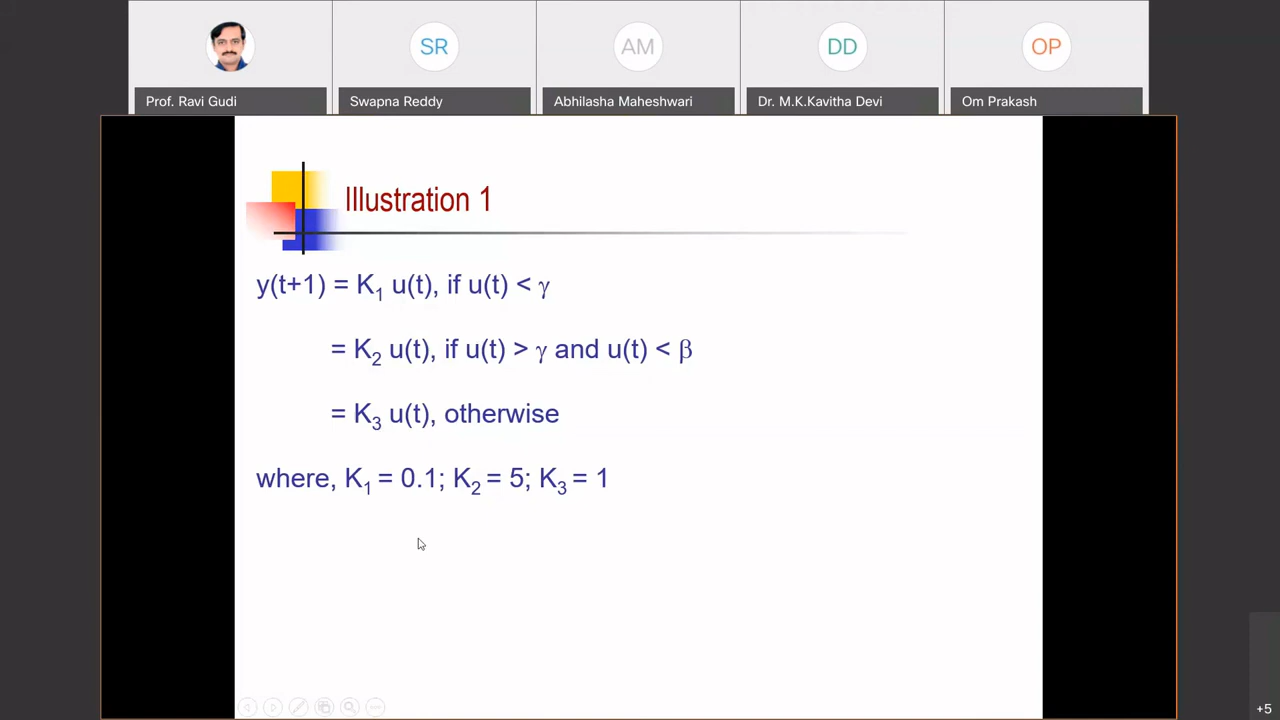 SR
AM
DD
OP
Prof. Ravi Gudi
Swapna Reddy
Abhilasha Maheshwari
Dr. M.K.Kavitha Devi
Om Prakash
Illustration 1
y(t+1) = K₁ u(t), if u(t) < γ
= K₂ u(t), if u(t) > γ and u(t) < β
= K₃ u(t), otherwise
where, K₁ = 0.1; K₂ = 5; K₃ = 1
+5